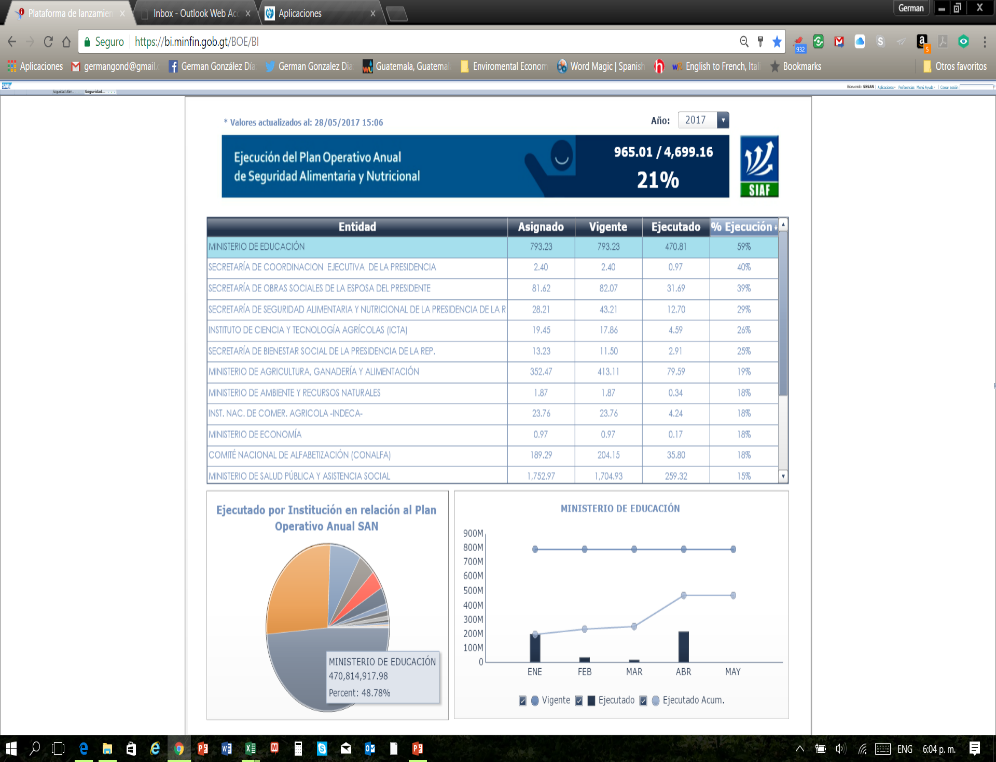 German
Plataforma de lanzamien
Inbox - Outlook Web Acc
Aplicaciones
Seguro https://bi.minfin.gob.gt/BOE/BI
Aplicaciones germangond@gmail. German González Día German Gonzalez Día Guatemala, Guatemala Enviromental Econom Word Magic | Spanish English to French, Ital Bookmarks Otros favoritos
* Valores actualizados al: 28/05/2017 15:06
Año: 2017
Ejecución del Plan Operativo Anual
de Seguridad Alimentaria y Nutricional
965.01 / 4,699.16
21%
SIAF
Entidad Asignado Vigente Ejecutado % Ejecución
MINISTERIO DE EDUCACIÓN 793.23 793.23 470.81 59%
SECRETARÍA DE COORDINACION EJECUTIVA DE LA PRESIDENCIA 2.40 2.40 0.97 40%
SECRETARÍA DE OBRAS SOCIALES DE LA ESPOSA DEL PRESIDENTE 81.62 82.07 31.69 39%
SECRETARÍA DE SEGURIDAD ALIMENTARIA Y NUTRICIONAL DE LA PRESIDENCIA DE LA R 28.21 43.21 12.70 29%
INSTITUTO DE CIENCIA Y TECNOLOGÍA AGRÍCOLAS (ICTA) 19.45 17.86 4.59 26%
SECRETARÍA DE BIENESTAR SOCIAL DE LA PRESIDENCIA DE LA REP. 13.23 11.50 2.91 25%
MINISTERIO DE AGRICULTURA, GANADERÍA Y ALIMENTACIÓN 352.47 413.11 79.59 19%
MINISTERIO DE AMBIENTE Y RECURSOS NATURALES 1.87 1.87 0.34 18%
INST. NAC. DE COMER. AGRICOLA -INDECA- 23.76 23.76 4.24 18%
MINISTERIO DE ECONOMÍA 0.97 0.97 0.17 18%
COMITÉ NACIONAL DE ALFABETIZACIÓN (CONALFA) 189.29 204.15 35.80 18%
MINISTERIO DE SALUD PÚBLICA Y ASISTENCIA SOCIAL 1,752.97 1,704.93 259.32 15%
Ejecutado por Institución en relación al Plan
Operativo Anual SAN
MINISTERIO DE EDUCACIÓN
470,814,917.98
Percent: 48.78%
MINISTERIO DE EDUCACIÓN
900M
800M
700M
600M
500M
400M
300M
200M
100M
0
ENE FEB MAR ABR MAY
Vigente Ejecutado Ejecutado Acum.
ENG 6:04 p. m.